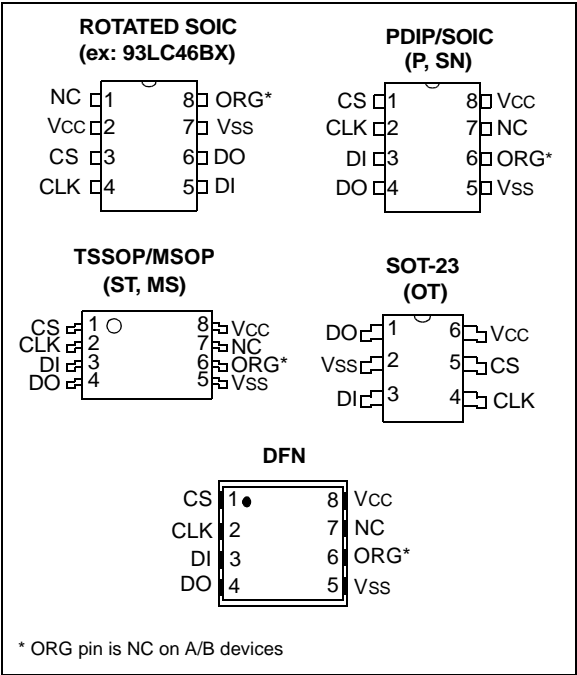 ROTATED SOIC
(ex: 93LC46BX)
NC 1 8 ORG*
VCC 2 7 VSS
CS 3 6 DO
CLK 4 5 DI
PDIP/SOIC
(P, SN)
CS 1 8 VCC
CLK 2 7 NC
DI 3 6 ORG*
DO 4 5 VSS
TSSOP/MSOP
(ST, MS)
CS 1 8 VCC
CLK 2 7 NC
DI 3 6 ORG*
DO 4 5 VSS
SOT-23
(OT)
DO 1 6 VCC
VSS 2 5 CS
DI 3 4 CLK
DFN
CS 1 8 VCC
CLK 2 7 NC
DI 3 6 ORG*
DO 4 5 VSS
* ORG pin is NC on A/B devices